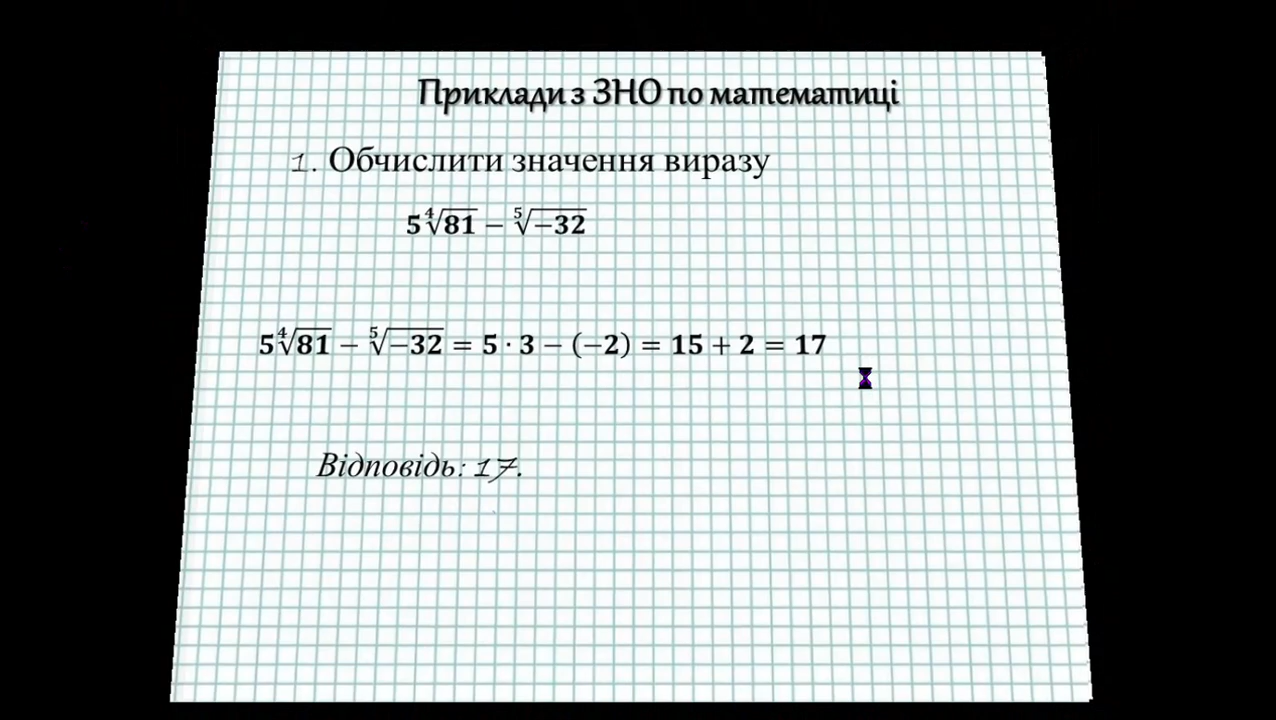 Приклади з ЗНО по математиці
1. Обчислити значення виразу
5∜81 − ⁵√−32
5∜81 − ⁵√−32 = 5 · 3 − (−2) = 15 + 2 = 17
Відповідь: 17.